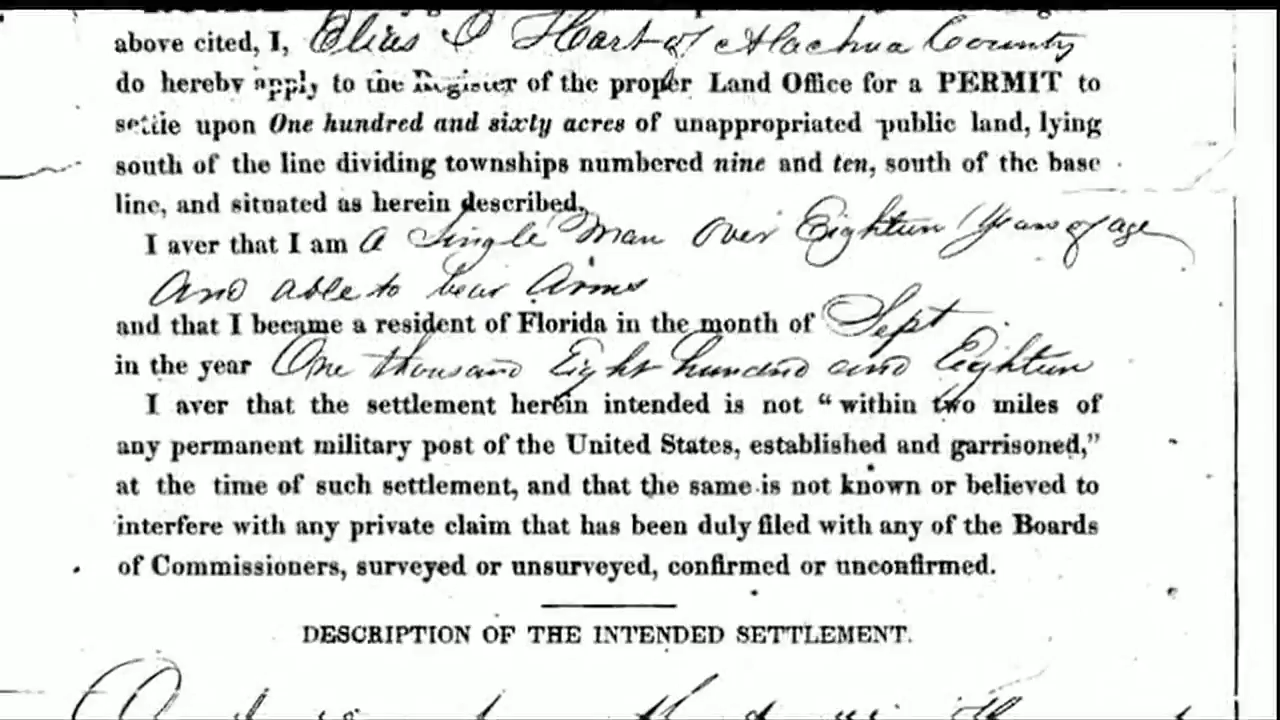 above cited, I, Elias O Hart of Alachua County
do hereby apply to the Register of the proper Land Office for a PERMIT to
settle upon One hundred and sixty acres of unappropriated public land, lying
south of the line dividing townships numbered nine and ten, south of the base
line, and situated as herein described.
I aver that I am a Single Man over Eighteen Years of age
and able to bear Arms
and that I became a resident of Florida in the month of Sept
in the year One thousand Eight hundred and Eighteen
I aver that the settlement herein intended is not “within two miles of
any permanent military post of the United States, established and garrisoned,”
at the time of such settlement, and that the same is not known or believed to
interfere with any private claim that has been duly filed with any of the Boards
of Commissioners, surveyed or unsurveyed, confirmed or unconfirmed.
DESCRIPTION OF THE INTENDED SETTLEMENT.